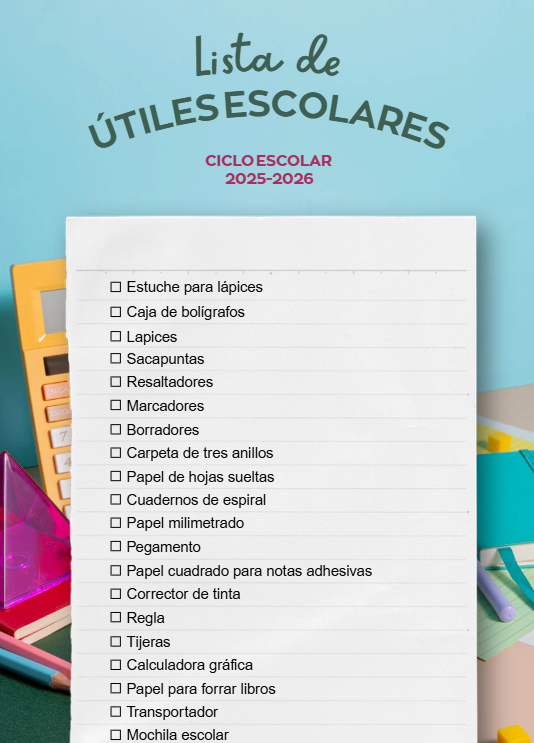 Lista de
ÚTILES ESCOLARES
CICLO ESCOLAR
2025-2026
☐ Estuche para lápices
☐ Caja de bolígrafos
☐ Lapices
☐ Sacapuntas
☐ Resaltadores
☐ Marcadores
☐ Borradores
☐ Carpeta de tres anillos
☐ Papel de hojas sueltas
☐ Cuadernos de espiral
☐ Papel milimetrado
☐ Pegamento
☐ Papel cuadrado para notas adhesivas
☐ Corrector de tinta
☐ Regla
☐ Tijeras
☐ Calculadora gráfica
☐ Papel para forrar libros
☐ Transportador
☐ Mochila escolar
7
4